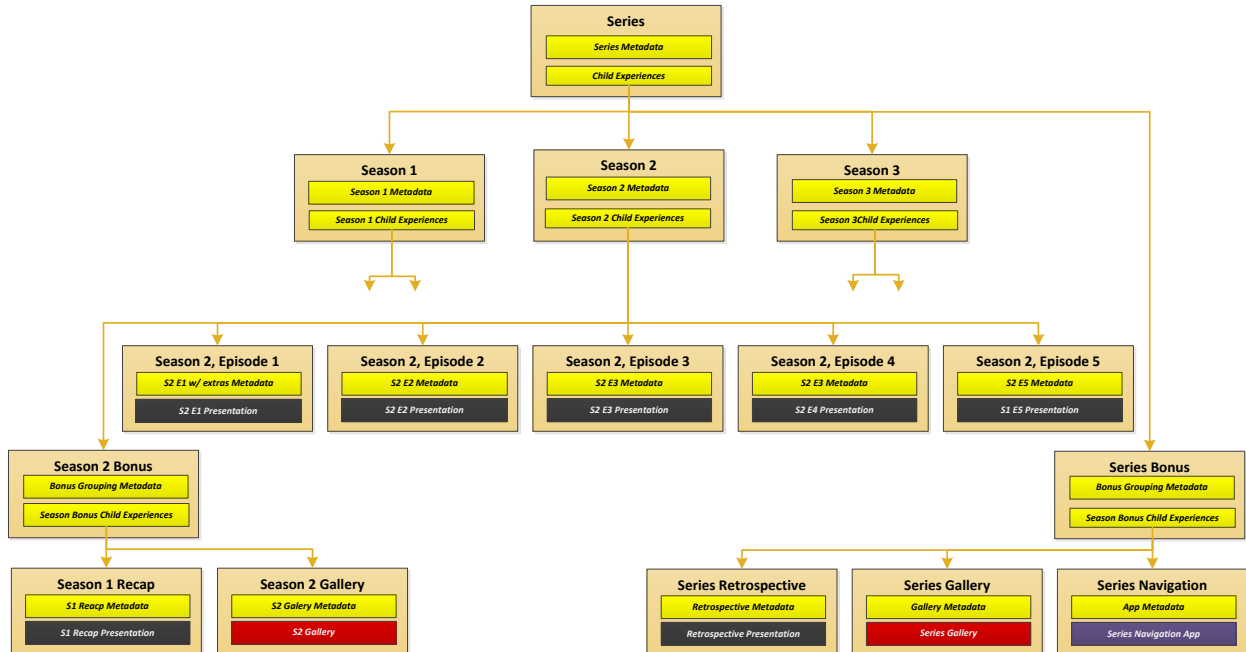 Series
Series Metadata
Child Experiences
Season 1
Season 1 Metadata
Season 1 Child Experiences
Season 2
Season 2 Metadata
Season 2 Child Experiences
Season 3
Season 3 Metadata
Season 3Child Experiences
Season 2, Episode 1
S2 E1 w/ extras Metadata
S2 E1 Presentation
Season 2, Episode 2
S2 E2 Metadata
S2 E2 Presentation
Season 2, Episode 3
S2 E3 Metadata
S2 E3 Presentation
Season 2, Episode 4
S2 E3 Metadata
S2 E4 Presentation
Season 2, Episode 5
S2 E5 Metadata
S1 E5 Presentation
Season 2 Bonus
Bonus Grouping Metadata
Season Bonus Child Experiences
Series Bonus
Bonus Grouping Metadata
Season Bonus Child Experiences
Season 1 Recap
S1 Reacp Metadata
S1 Recap Presentation
Season 2 Gallery
S2 Galery Metadata
S2 Gallery
Series Retrospective
Retrospective Metadata
Retrospective Presentation
Series Gallery
Gallery Metadata
Series Gallery
Series Navigation
App Metadata
Series Navigation App